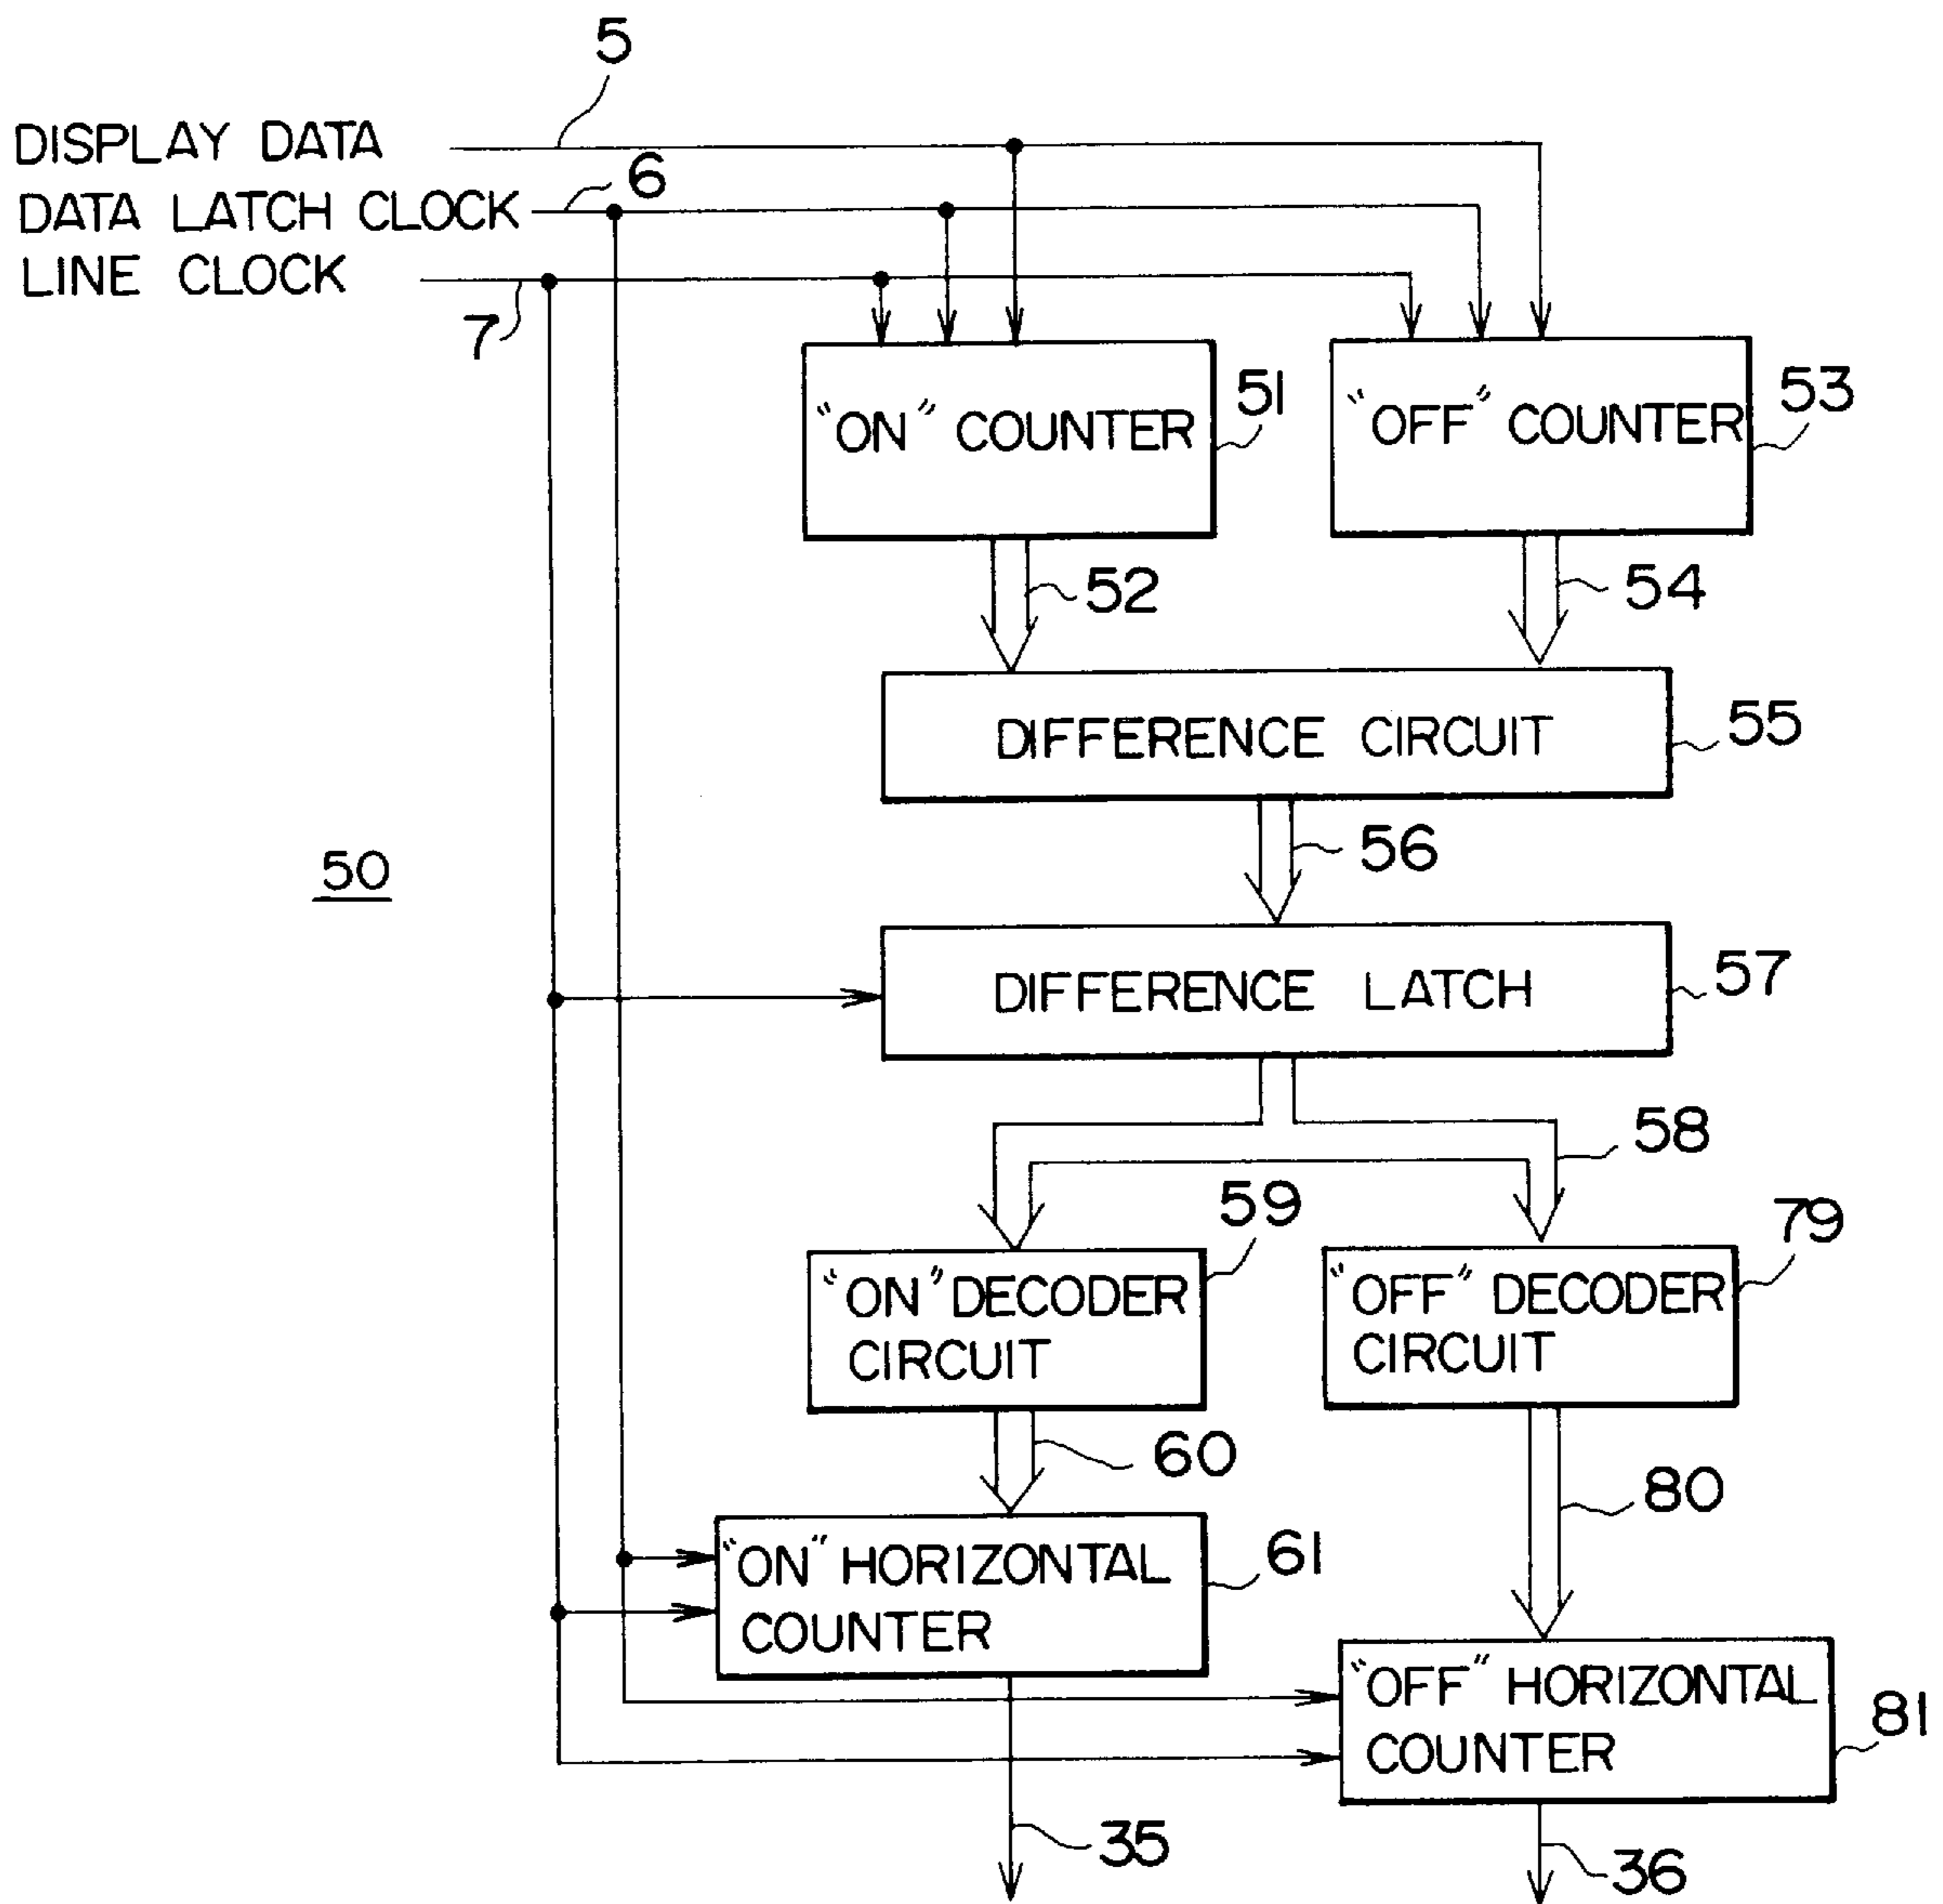 5
DISPLAY DATA
6
DATA LATCH CLOCK
LINE CLOCK
7
"ON" COUNTER
51
"OFF" COUNTER
53
52
54
DIFFERENCE CIRCUIT
55
56
50
DIFFERENCE LATCH
57
58
59
79
"ON" DECODER
CIRCUIT
"OFF" DECODER
CIRCUIT
60
80
"ON" HORIZONTAL
COUNTER
61
"OFF" HORIZONTAL
COUNTER
81
35
36